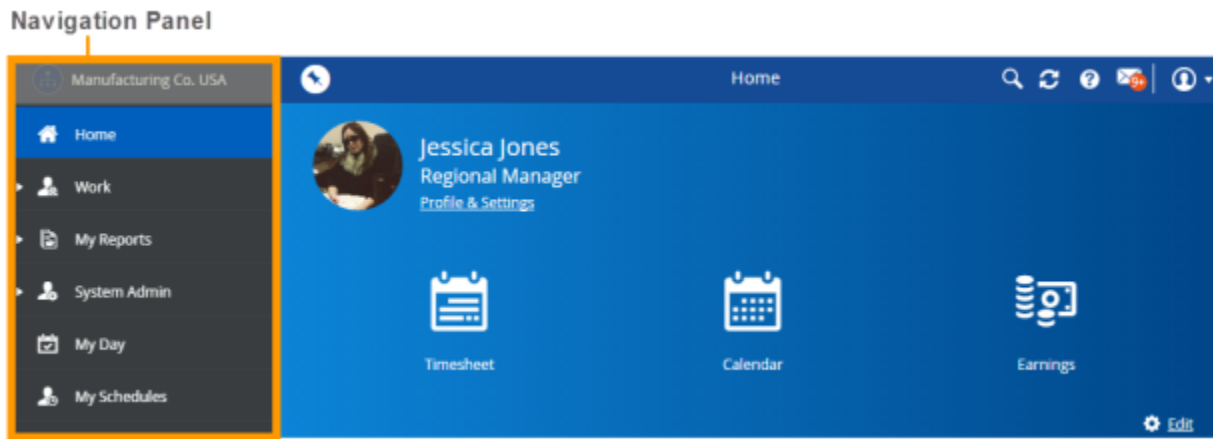 Navigation Panel
Manufacturing Co. USA
Home
9+
Home
Work
My Reports
System Admin
My Day
My Schedules
Jessica Jones
Regional Manager
Profile & Settings
Timesheet
Calendar
Earnings
Edit